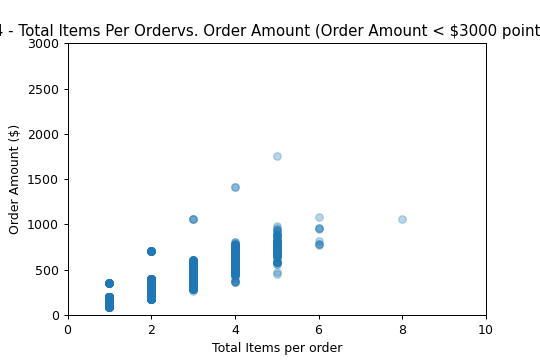 4 - Total Items Per Ordervs. Order Amount (Order Amount < $3000 point
3000
2500
2000
1500
1000
500
0
Order Amount ($)
0 2 4 6 8 10
Total Items per order